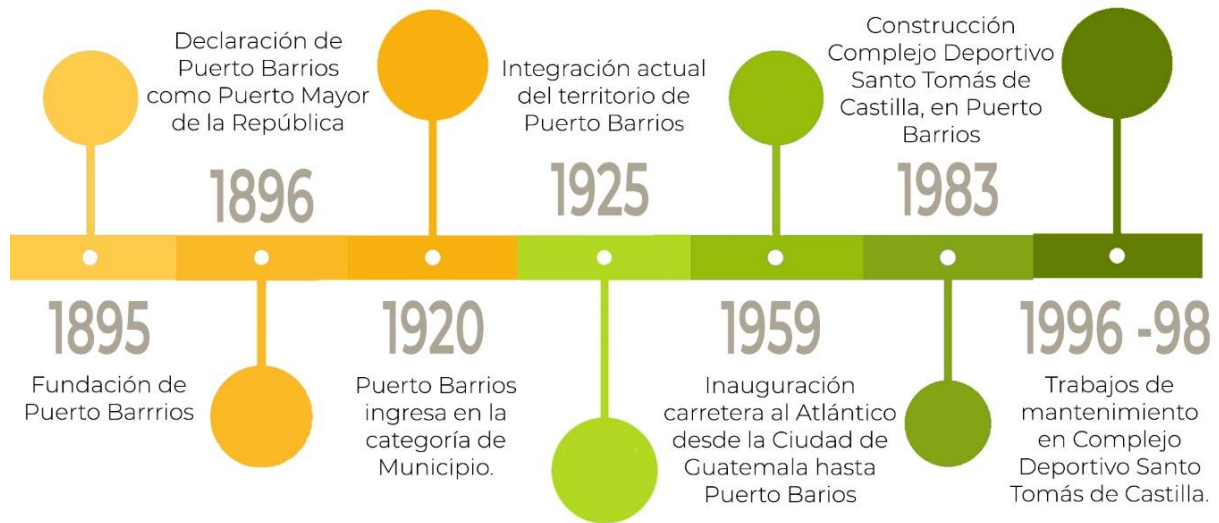 1895
Fundación de
Puerto Barrrios
Declaración de
Puerto Barrios
como Puerto Mayor
de la República
1896
1920
Puerto Barrios
ingresa en la
categoría de
Municipio.
Integración actual
del territorio de
Puerto Barrios
1925
1959
Inauguración
carretera al Atlántico
desde la Ciudad de
Guatemala hasta
Puerto Barios
Construcción
Complejo Deportivo
Santo Tomás de
Castilla, en Puerto
Barrios
1983
1996 -98
Trabajos de
mantenimiento
en Complejo
Deportivo Santo
Tomás de Castilla.